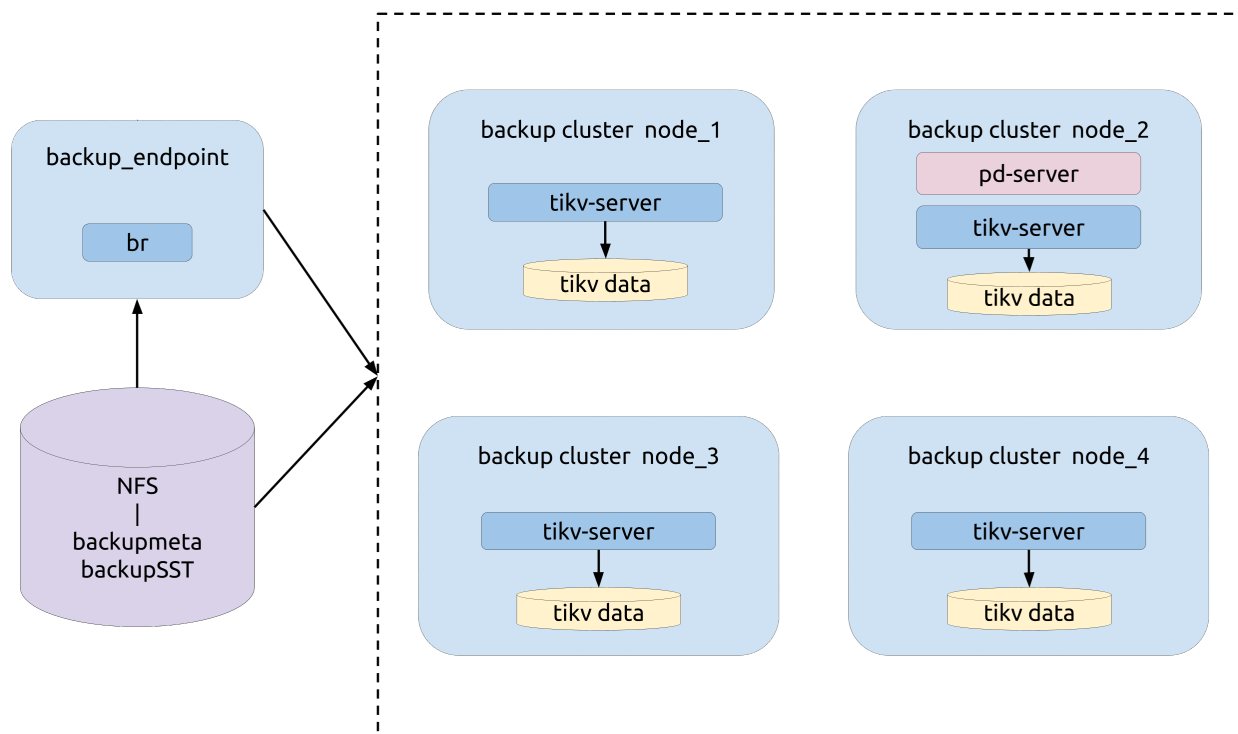 backup_endpoint
br
NFS
|
backupmeta
backupSST
backup cluster node_1
tikv-server
tikv data
backup cluster node_2
pd-server
tikv-server
tikv data
backup cluster node_3
tikv-server
tikv data
backup cluster node_4
tikv-server
tikv data